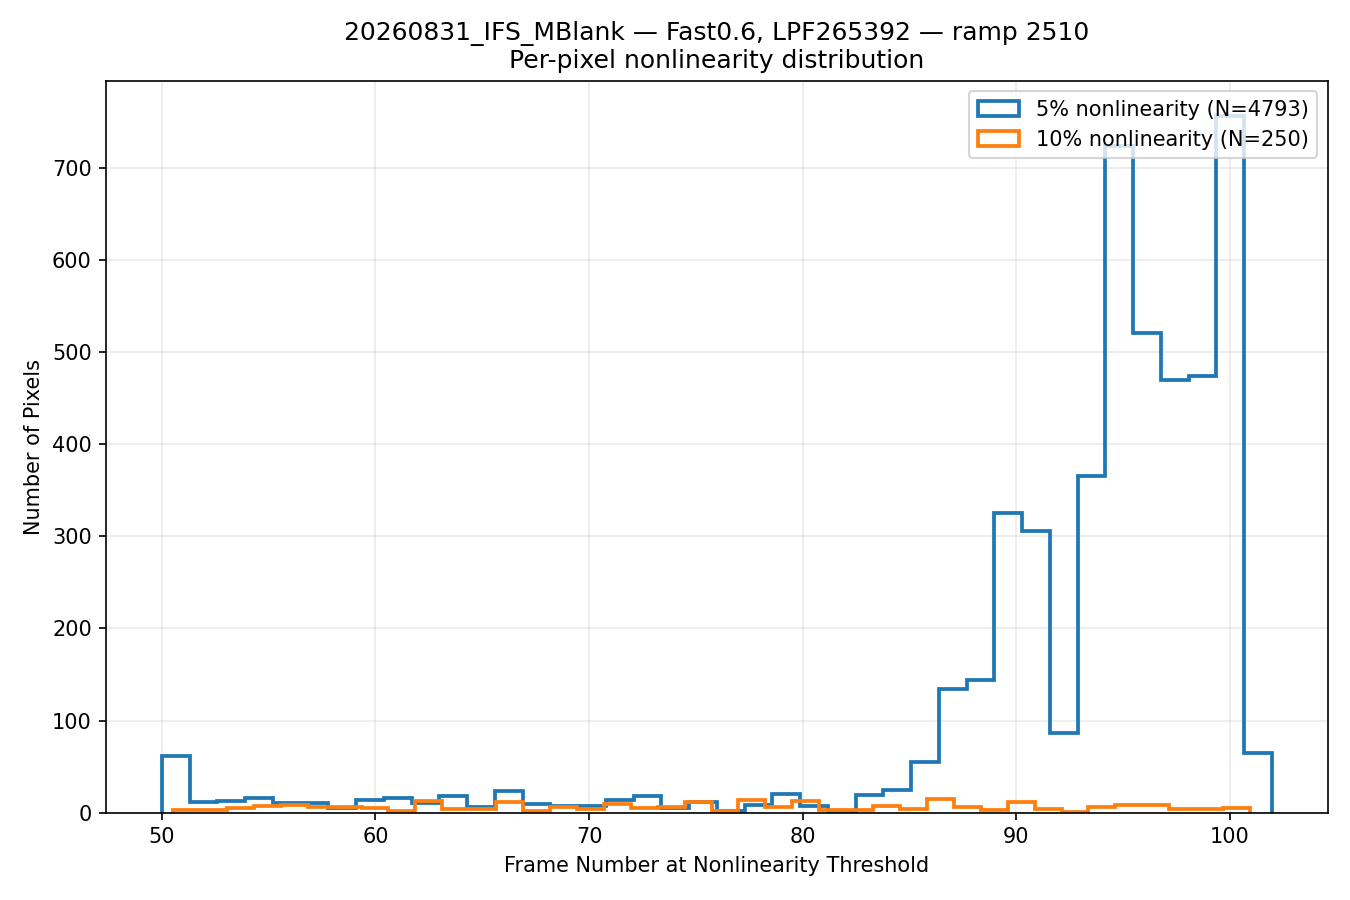 20260831_IFS_MBlank — Fast0.6, LPF265392 — ramp 2510
Per-pixel nonlinearity distribution
5% nonlinearity (N=4793)
10% nonlinearity (N=250)
Number of Pixels
700
600
500
400
300
200
100
0
50 60 70 80 90 100
Frame Number at Nonlinearity Threshold